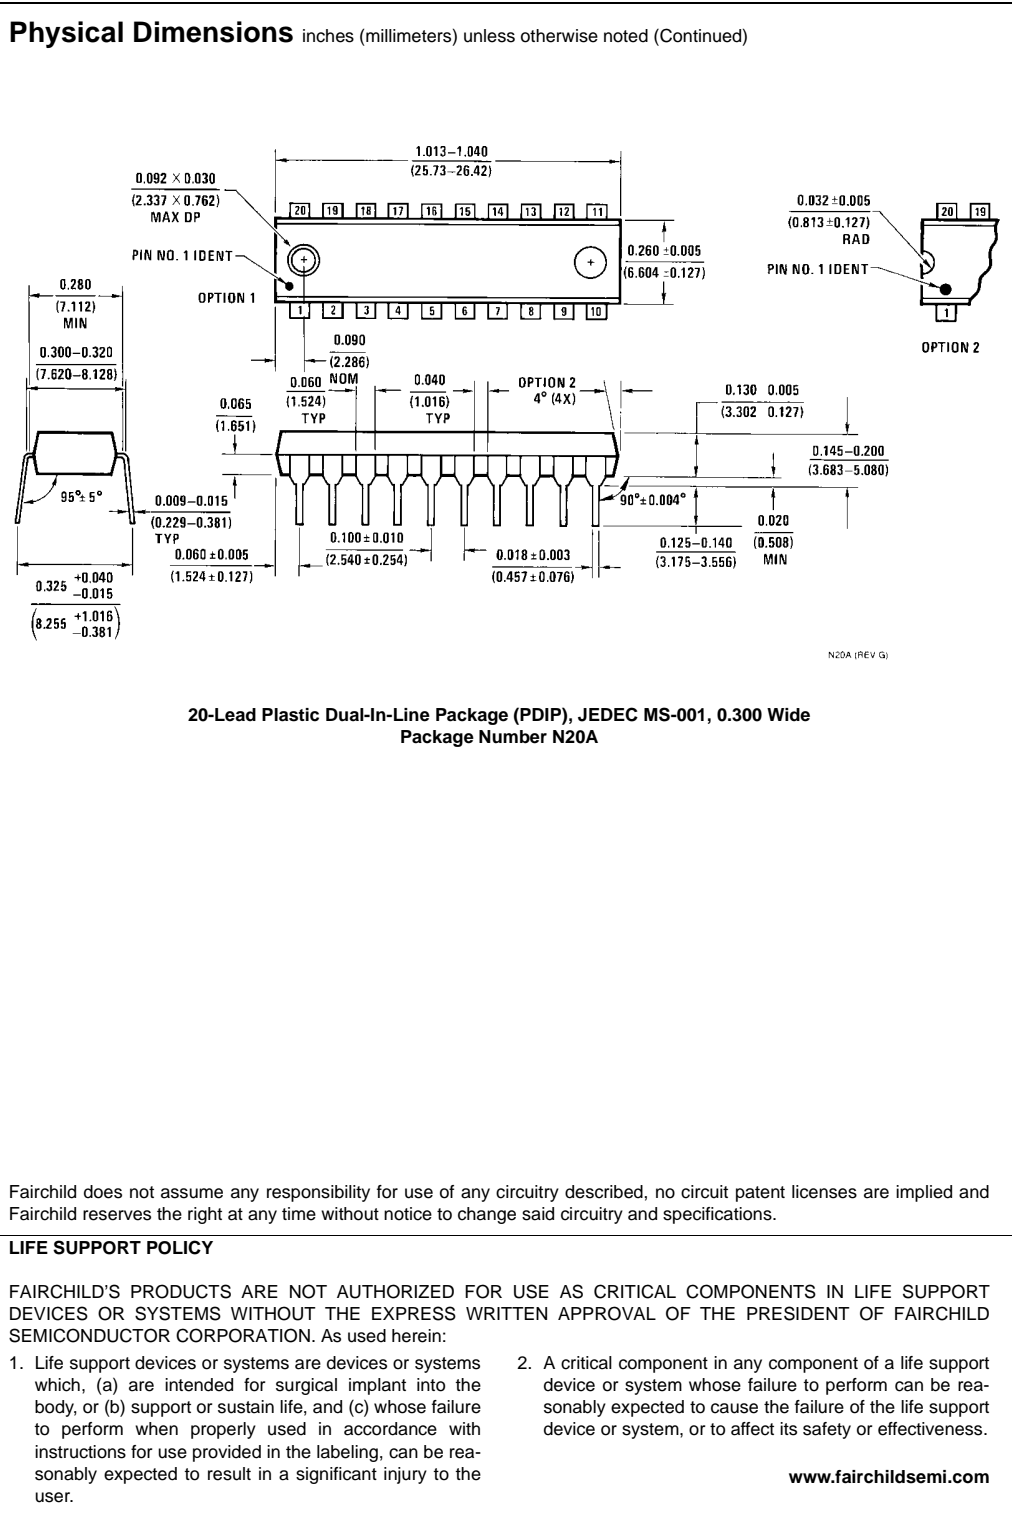 Physical Dimensions inches (millimeters) unless otherwise noted (Continued)
1.013–1.040
(25.73–26.42)
0.092 × 0.030
(2.337 × 0.762)
MAX DP
20 19 18 17 16 15 14 13 12 11
0.032 ±0.005
(0.813 ±0.127)
RAD
20 19
PIN NO. 1 IDENT
+
+
0.260 ±0.005
(6.604 ±0.127)
PIN NO. 1 IDENT
OPTION 1
1 2 3 4 5 6 7 8 9 10
1
OPTION 2
0.280
(7.112)
MIN
0.300–0.320
(7.620–8.128)
0.090
(2.286)
NOM
0.060
(1.524)
TYP
0.040
(1.016)
TYP
OPTION 2
4° (4X)
0.065
(1.651)
0.130 0.005
(3.302 0.127)
0.145–0.200
(3.683–5.080)
95°± 5°
90°±0.004°
0.009–0.015
(0.229–0.381)
TYP
0.020
(0.508)
MIN
0.125–0.140
(3.175–3.556)
0.100 ±0.010
(2.540 ±0.254)
0.060 ±0.005
(1.524 ±0.127)
0.018 ±0.003
(0.457 ±0.076)
0.325 +0.040
−0.015
(8.255 +1.016
−0.381)
N20A (REV G)
20-Lead Plastic Dual-In-Line Package (PDIP), JEDEC MS-001, 0.300 Wide
Package Number N20A
Fairchild does not assume any responsibility for use of any circuitry described, no circuit patent licenses are implied and
Fairchild reserves the right at any time without notice to change said circuitry and specifications.
LIFE SUPPORT POLICY
FAIRCHILD'S PRODUCTS ARE NOT AUTHORIZED FOR USE AS CRITICAL COMPONENTS IN LIFE SUPPORT
DEVICES OR SYSTEMS WITHOUT THE EXPRESS WRITTEN APPROVAL OF THE PRESIDENT OF FAIRCHILD
SEMICONDUCTOR CORPORATION. As used herein:
1. Life support devices or systems are devices or systems
which, (a) are intended for surgical implant into the
body, or (b) support or sustain life, and (c) whose failure
to perform when properly used in accordance with
instructions for use provided in the labeling, can be rea-
sonably expected to result in a significant injury to the
user.
2. A critical component in any component of a life support
device or system whose failure to perform can be rea-
sonably expected to cause the failure of the life support
device or system, or to affect its safety or effectiveness.
www.fairchildsemi.com